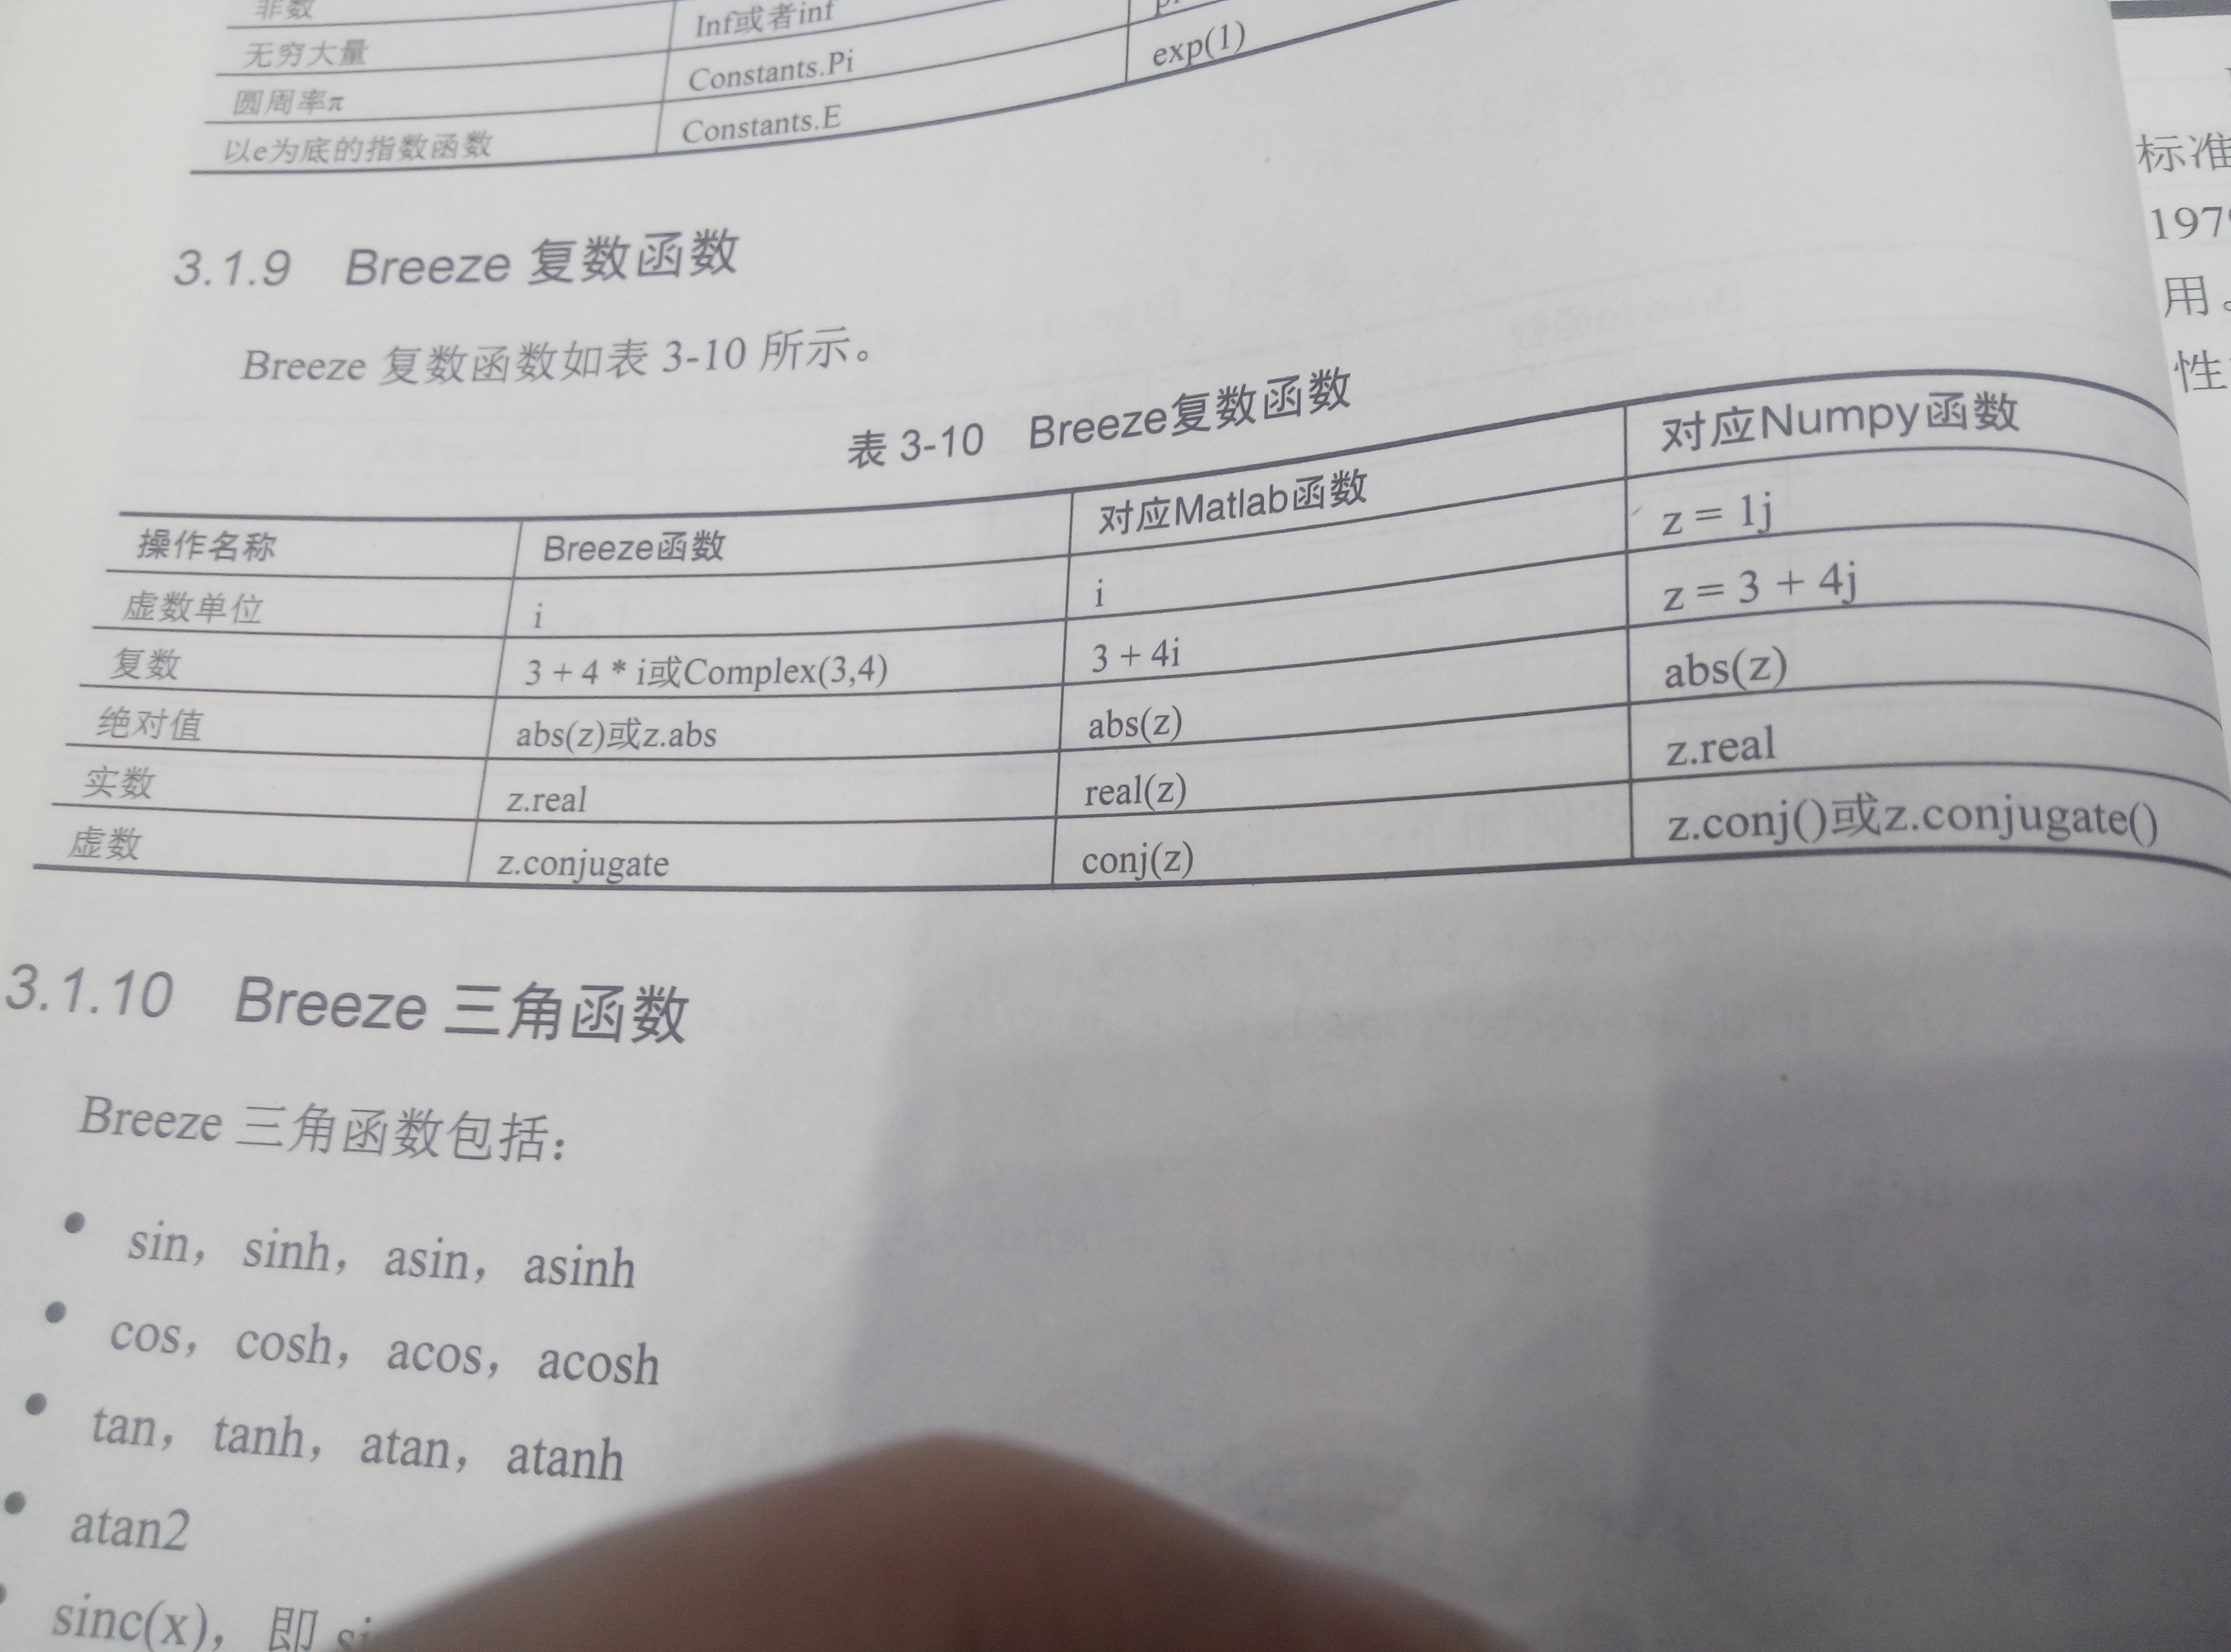 非数
无穷大量 Inf或者inf
圆周率π Constants.Pi
以e为底的指数函数 Constants.E exp(1)
3.1.9 Breeze 复数函数
Breeze 复数函数如表 3-10 所示。
表 3-10 Breeze复数函数
操作名称 Breeze函数 对应Matlab函数 对应Numpy函数
虚数单位 i i z = 1j
复数 3 + 4 * i或Complex(3,4) 3 + 4i z = 3 + 4j
绝对值 abs(z)或z.abs abs(z) abs(z)
实数 z.real real(z) z.real
虚数 z.conjugate conj(z) z.conj()或z.conjugate()
3.1.10 Breeze 三角函数
Breeze 三角函数包括：
• sin， sinh， asin， asinh
• cos， cosh， acos， acosh
• tan， tanh， atan， atanh
• atan2
• sinc(x)， 即
标准
197
用。
性